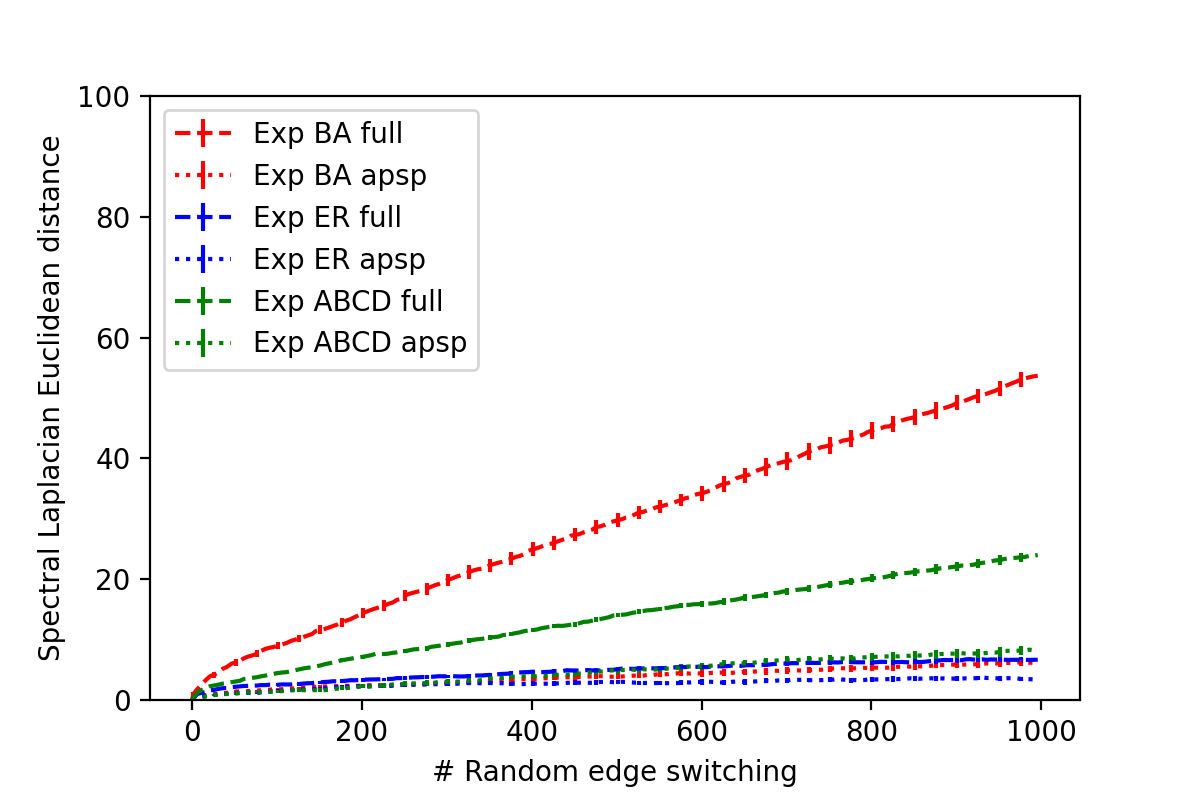 100
80
60
40
20
0
Spectral Laplacian Euclidean distance
Exp BA full
Exp BA apsp
Exp ER full
Exp ER apsp
Exp ABCD full
Exp ABCD apsp
0 200 400 600 800 1000
# Random edge switching